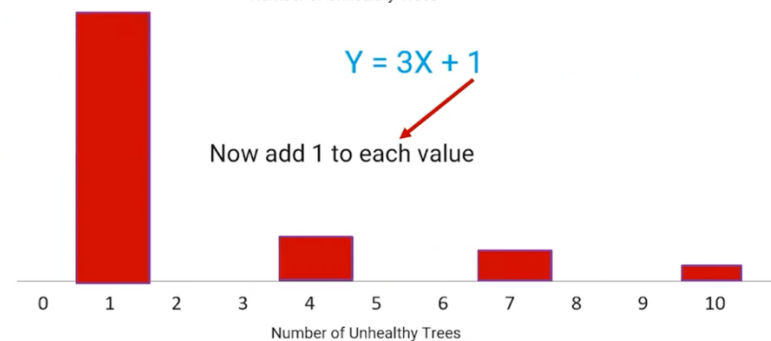 Y = 3X + 1
Now add 1 to each value
0 1 2 3 4 5 6 7 8 9 10
Number of Unhealthy Trees